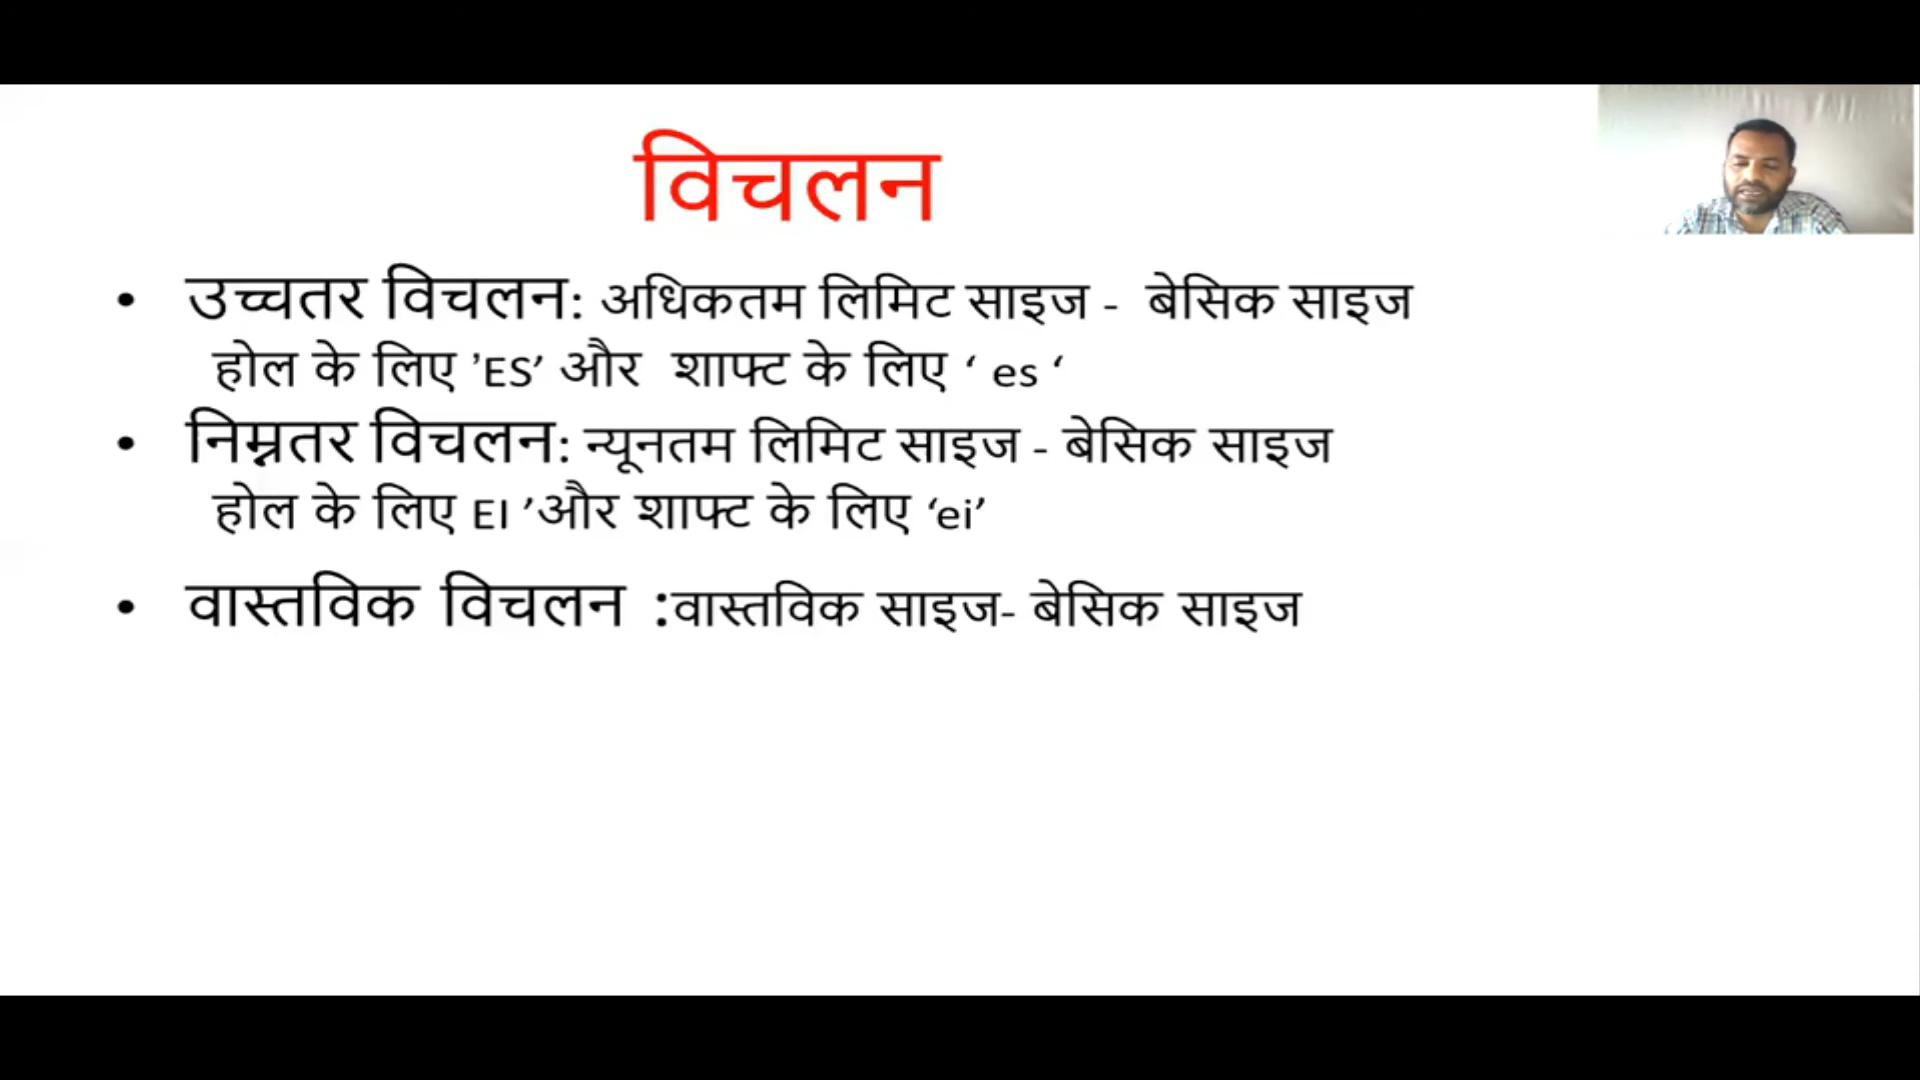 विचलन
• उच्चतर विचलन: अधिकतम लिमिट साइज - बेसिक साइज
होल के लिए ’ES’ और शाफ्ट के लिए ‘ es ‘
• निम्नतर विचलन: न्यूनतम लिमिट साइज - बेसिक साइज
होल के लिए EI ’और शाफ्ट के लिए ‘ei’
• वास्तविक विचलन :वास्तविक साइज- बेसिक साइज